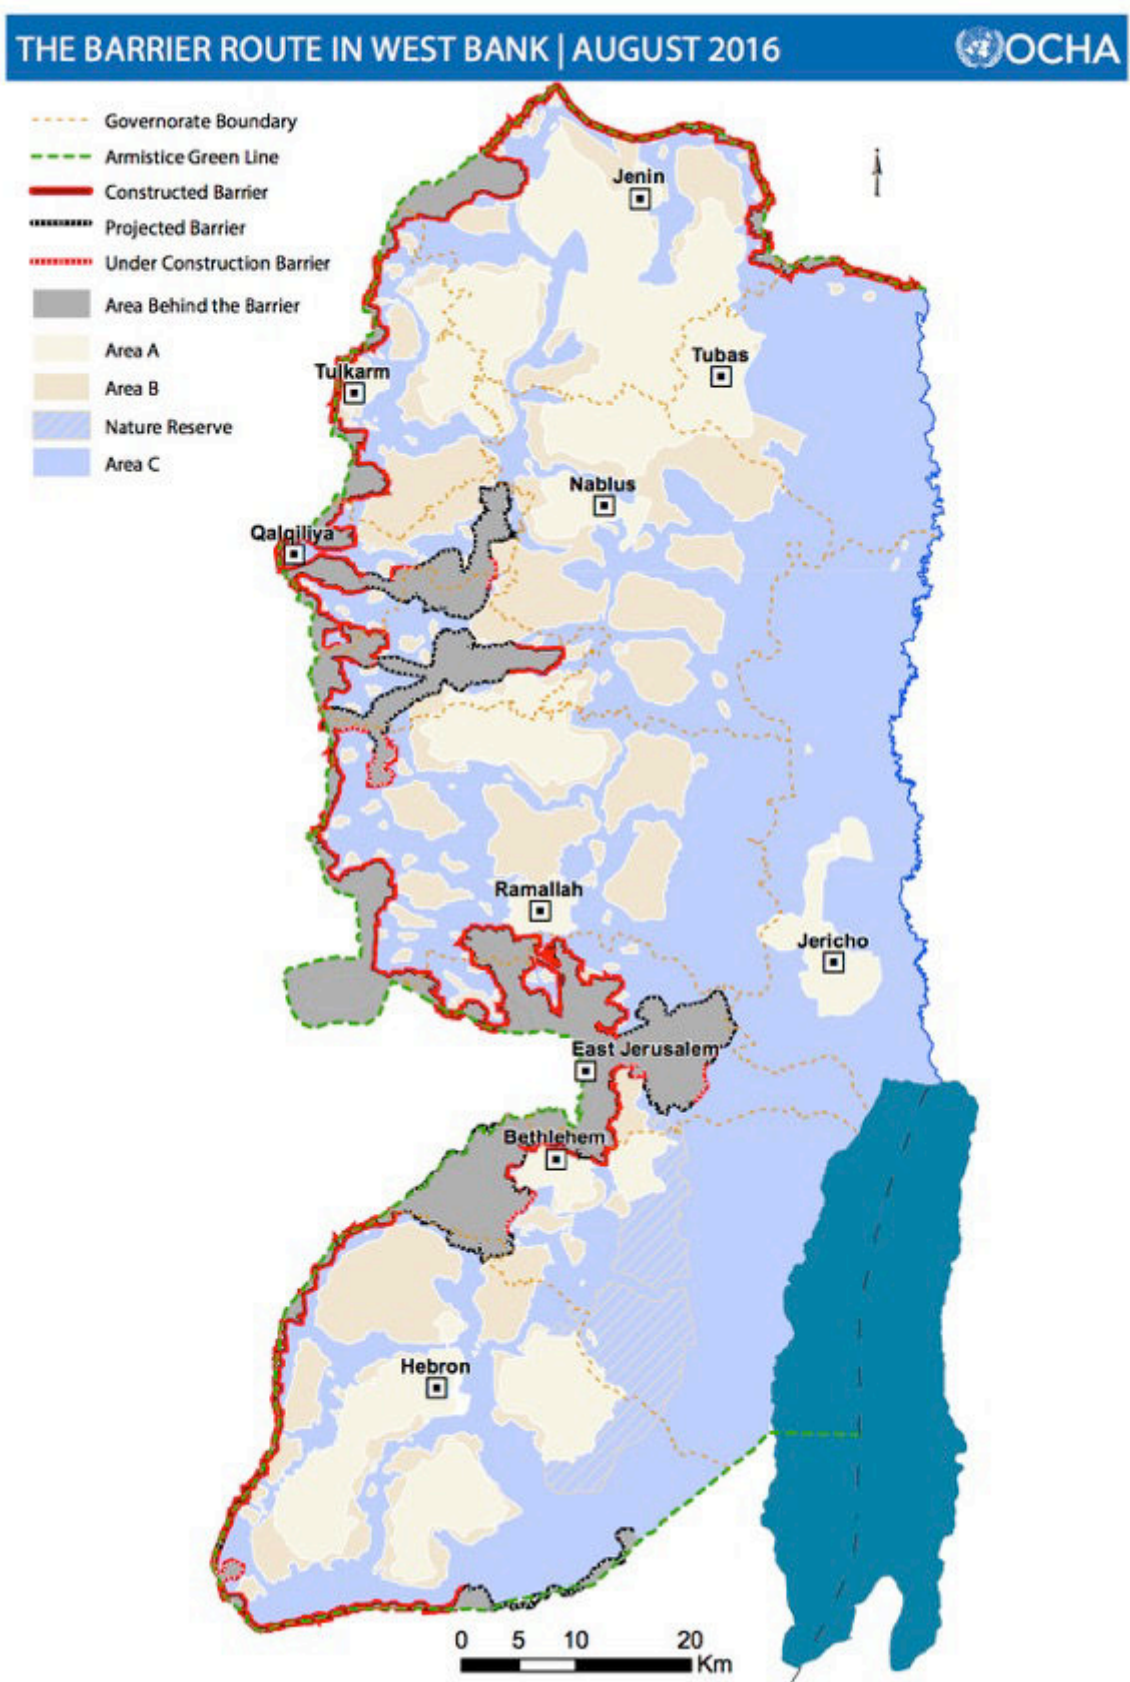 THE BARRIER ROUTE IN WEST BANK | AUGUST 2016
OCHA
Governorate Boundary
Armistice Green Line
Constructed Barrier
Projected Barrier
Under Construction Barrier
Area Behind the Barrier
Area A
Area B
Nature Reserve
Area C
Jenin
Tubas
Tulkarm
Nablus
Qalqiliya
Ramallah
Jericho
East Jerusalem
Bethlehem
Hebron
0 5 10 20
Km